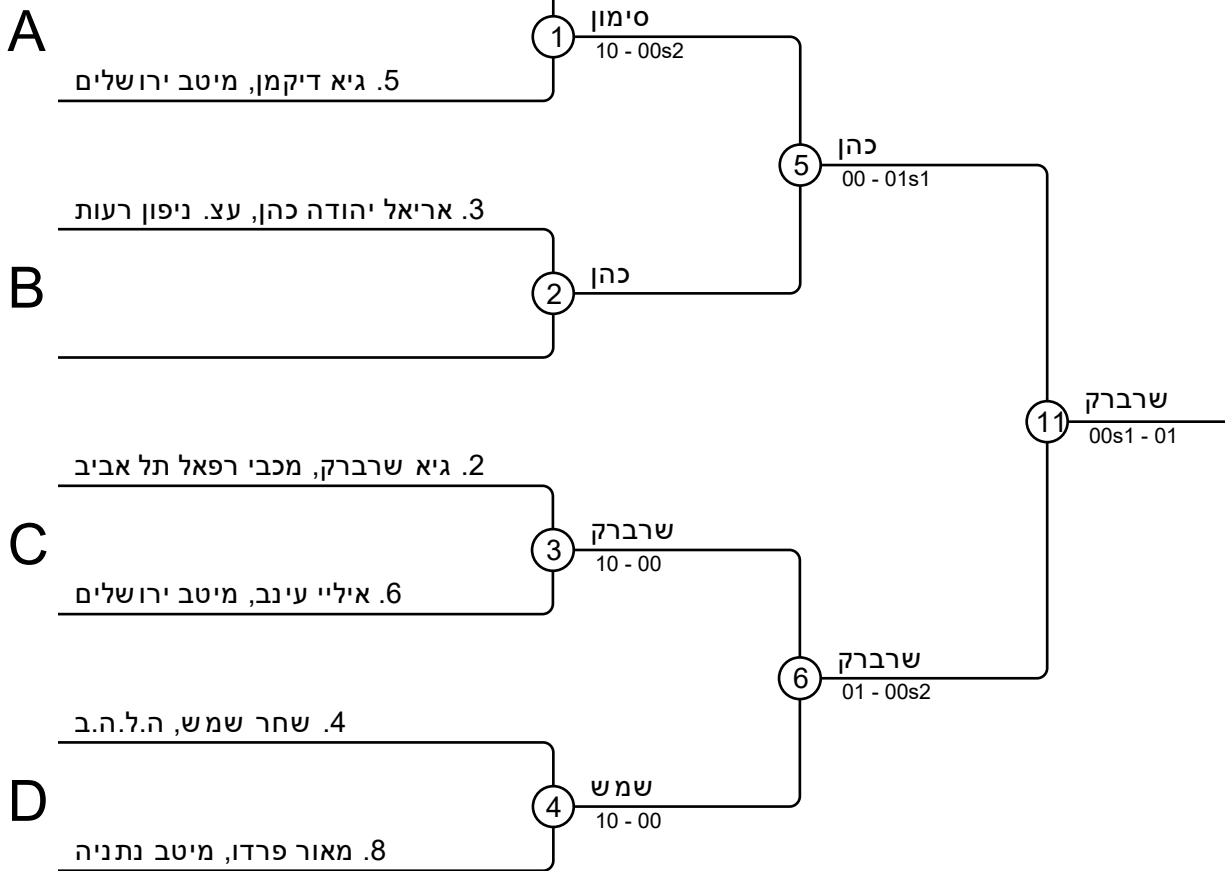 A
1
סימון
10 - 00s2
5. גיא דיקמן, מיטב ירושלים
5
כהן
00 - 01s1
3. אריאל יהודה כהן, עצ. ניפון רעות
B
2
כהן
11
שרברק
00s1 - 01
2. גיא שרברק, מכבי רפאל תל אביב
C
3
שרברק
10 - 00
6. איליי עינב, מיטב ירושלים
6
שרברק
01 - 00s2
4. שחר שמש, ה.ל.ה.ב
D
4
שמש
10 - 00
8. מאור פרדו, מיטב נתניה